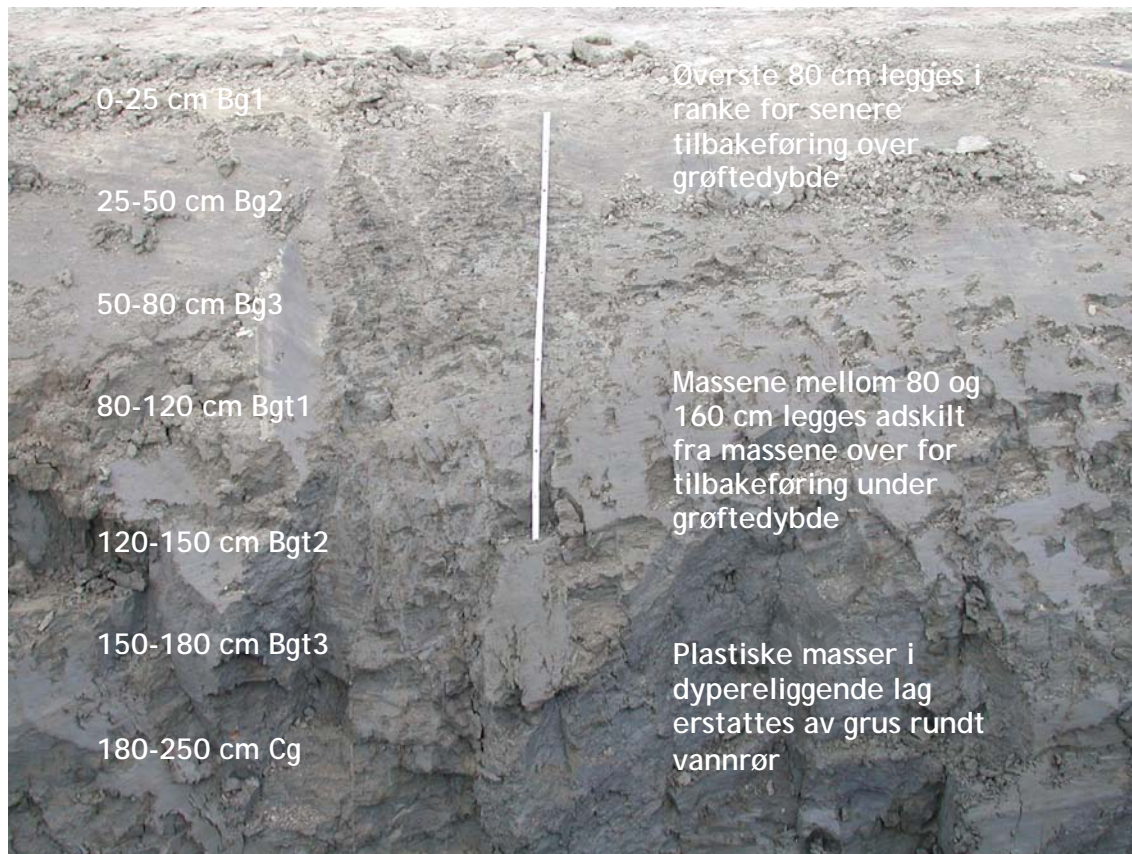 0-25 cm Bg1
25-50 cm Bg2
50-80 cm Bg3
80-120 cm Bgt1
120-150 cm Bgt2
150-180 cm Bgt3
180-250 cm Cg
Øverste 80 cm legges i
ranke for senere
tilbakeføring over
grøftedybde
Massene mellom 80 og
160 cm legges adskilt
fra massene over for
tilbakeføring under
grøftedybde
Plastiske masser i
dypereliggende lag
erstattes av grus rundt
vannrør